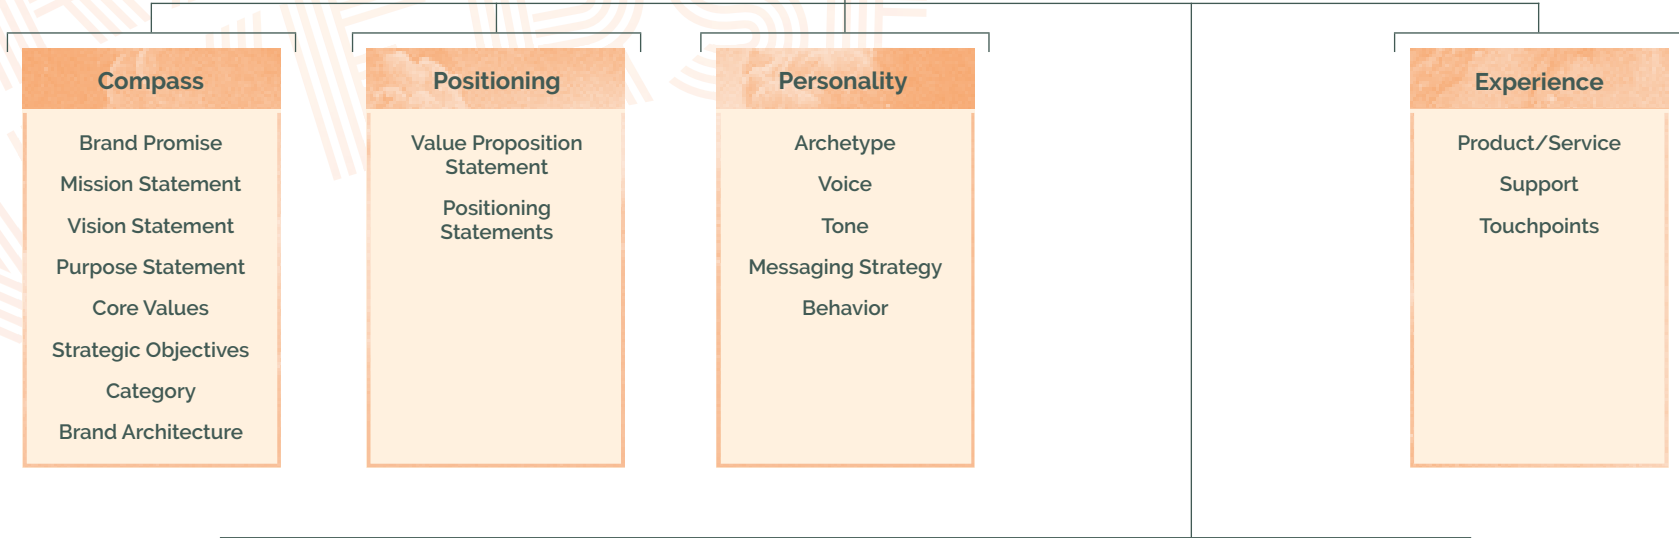 Compass
Brand Promise
Mission Statement
Vision Statement
Purpose Statement
Core Values
Strategic Objectives
Category
Brand Architecture
Positioning
Value Proposition
Statement
Positioning
Statements
Personality
Archetype
Voice
Tone
Messaging Strategy
Behavior
Experience
Product/Service
Support
Touchpoints